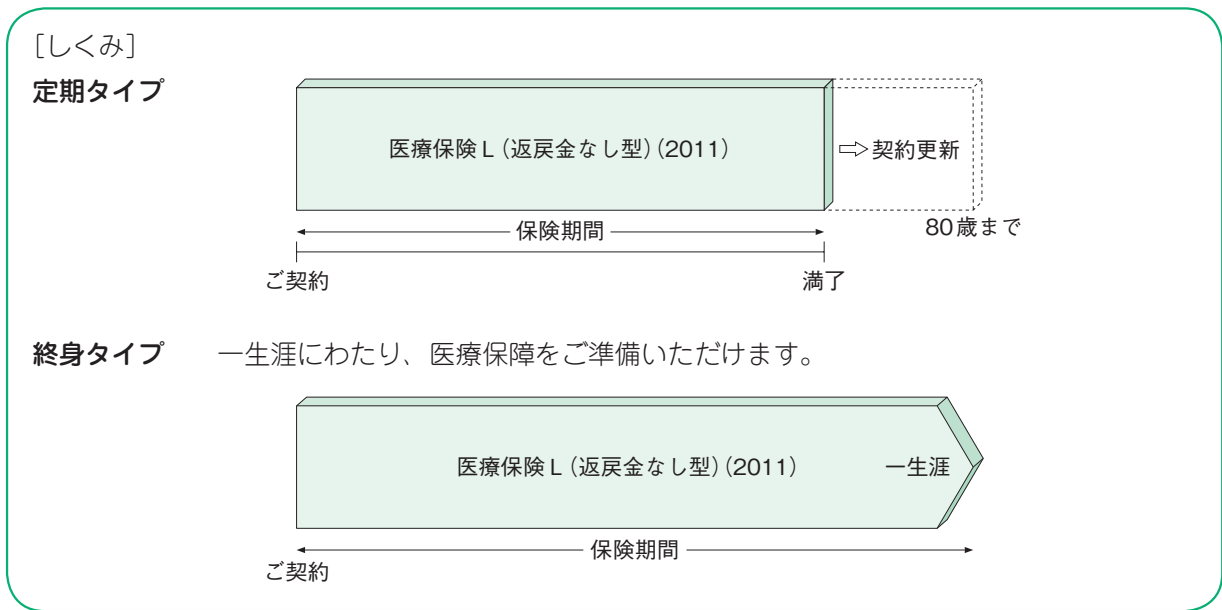 ［しくみ］
定期タイプ
医療保険L（返戻金なし型）（2011）
⇨契約更新
保険期間
80歳まで
ご契約
満了
終身タイプ 一生涯にわたり、医療保障をご準備いただけます。
医療保険L（返戻金なし型）（2011） 一生涯
保険期間
ご契約